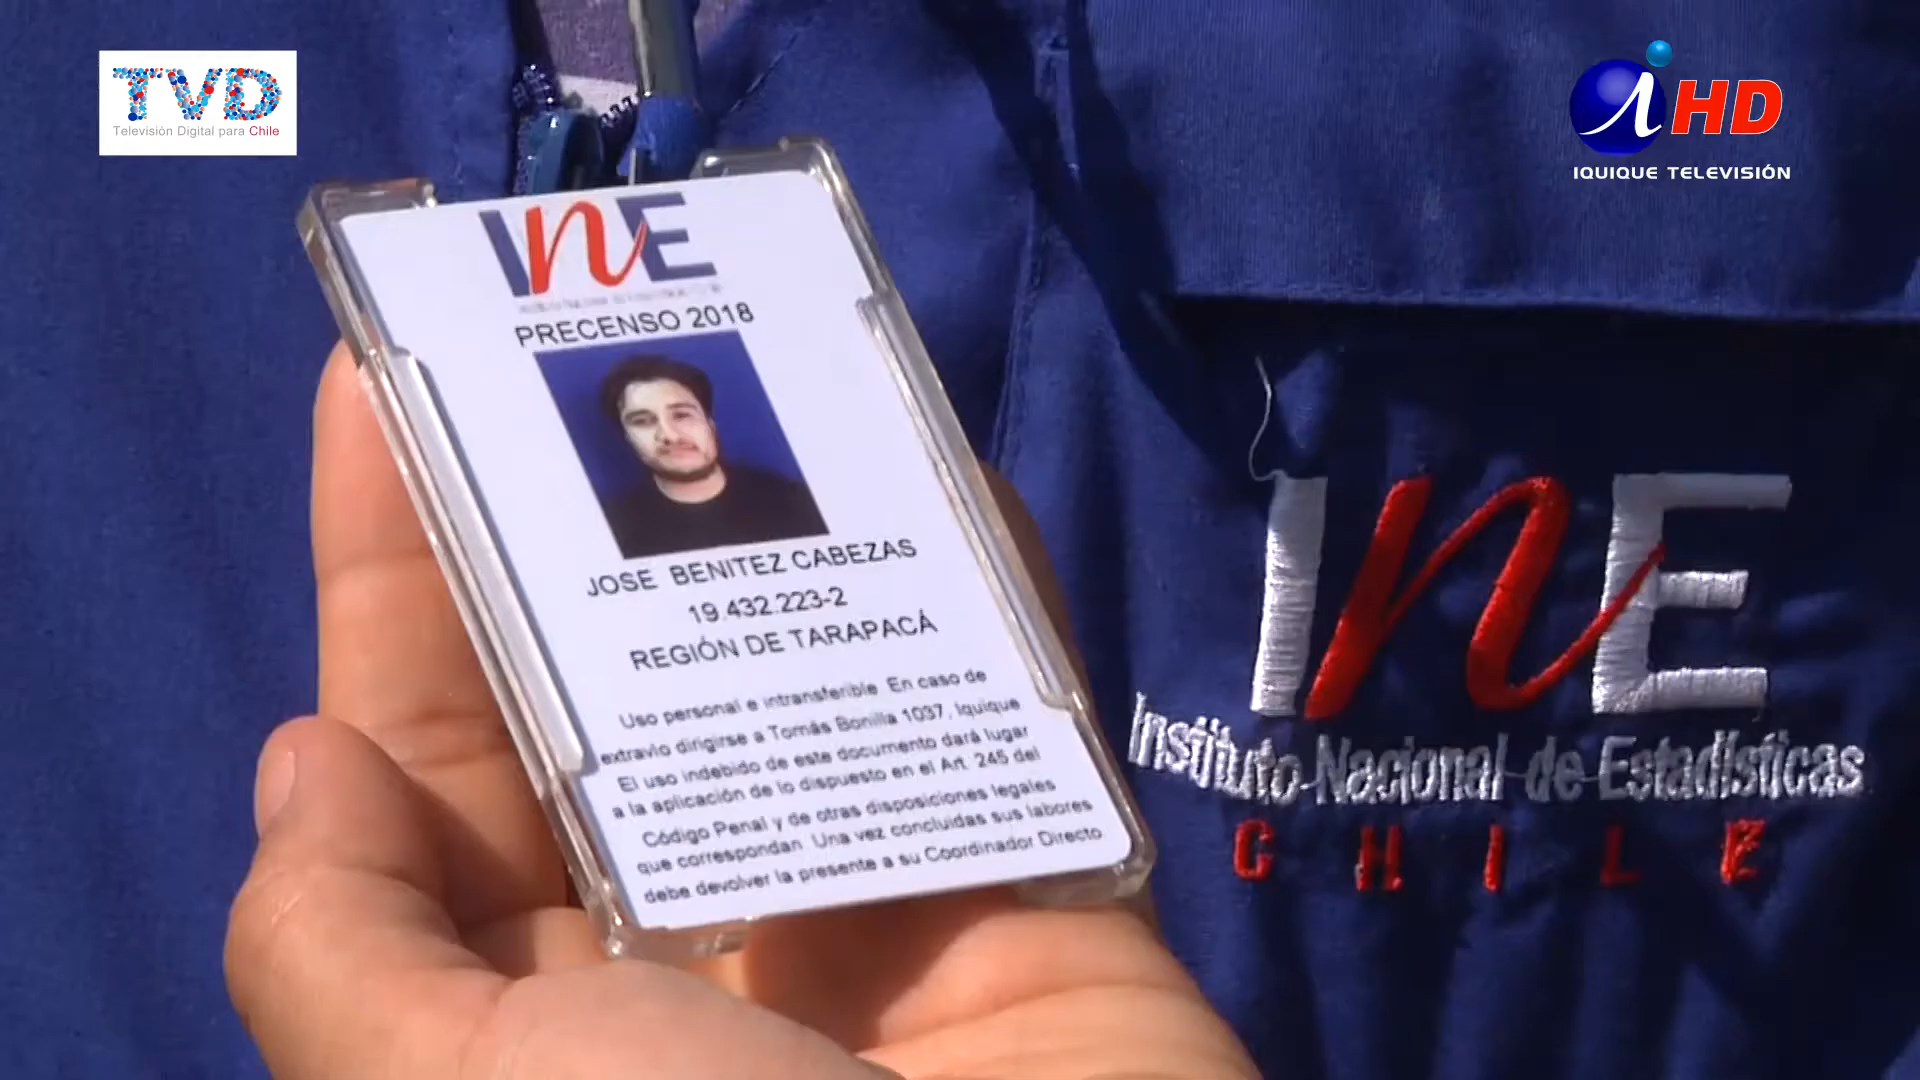 TVD
Televisión Digital para Chile
iHD
IQUIQUE TELEVISIÓN
INE
PRECENSO 2018
JOSE BENITEZ CABEZAS
19.432.223-2
REGIÓN DE TARAPACÁ
Uso personal e intransferible En caso de
extravío dirigirse a Tomás Bonilla 1037, Iquique
El uso indebido de este documento dará lugar
a la aplicación de lo dispuesto en el Art. 245 del
Código Penal y de otras disposiciones legales
que correspondan Una vez concluidas sus labores
debe devolver la presente a su Coordinador Directo
INE
Instituto Nacional de Estadísticas
CHILE